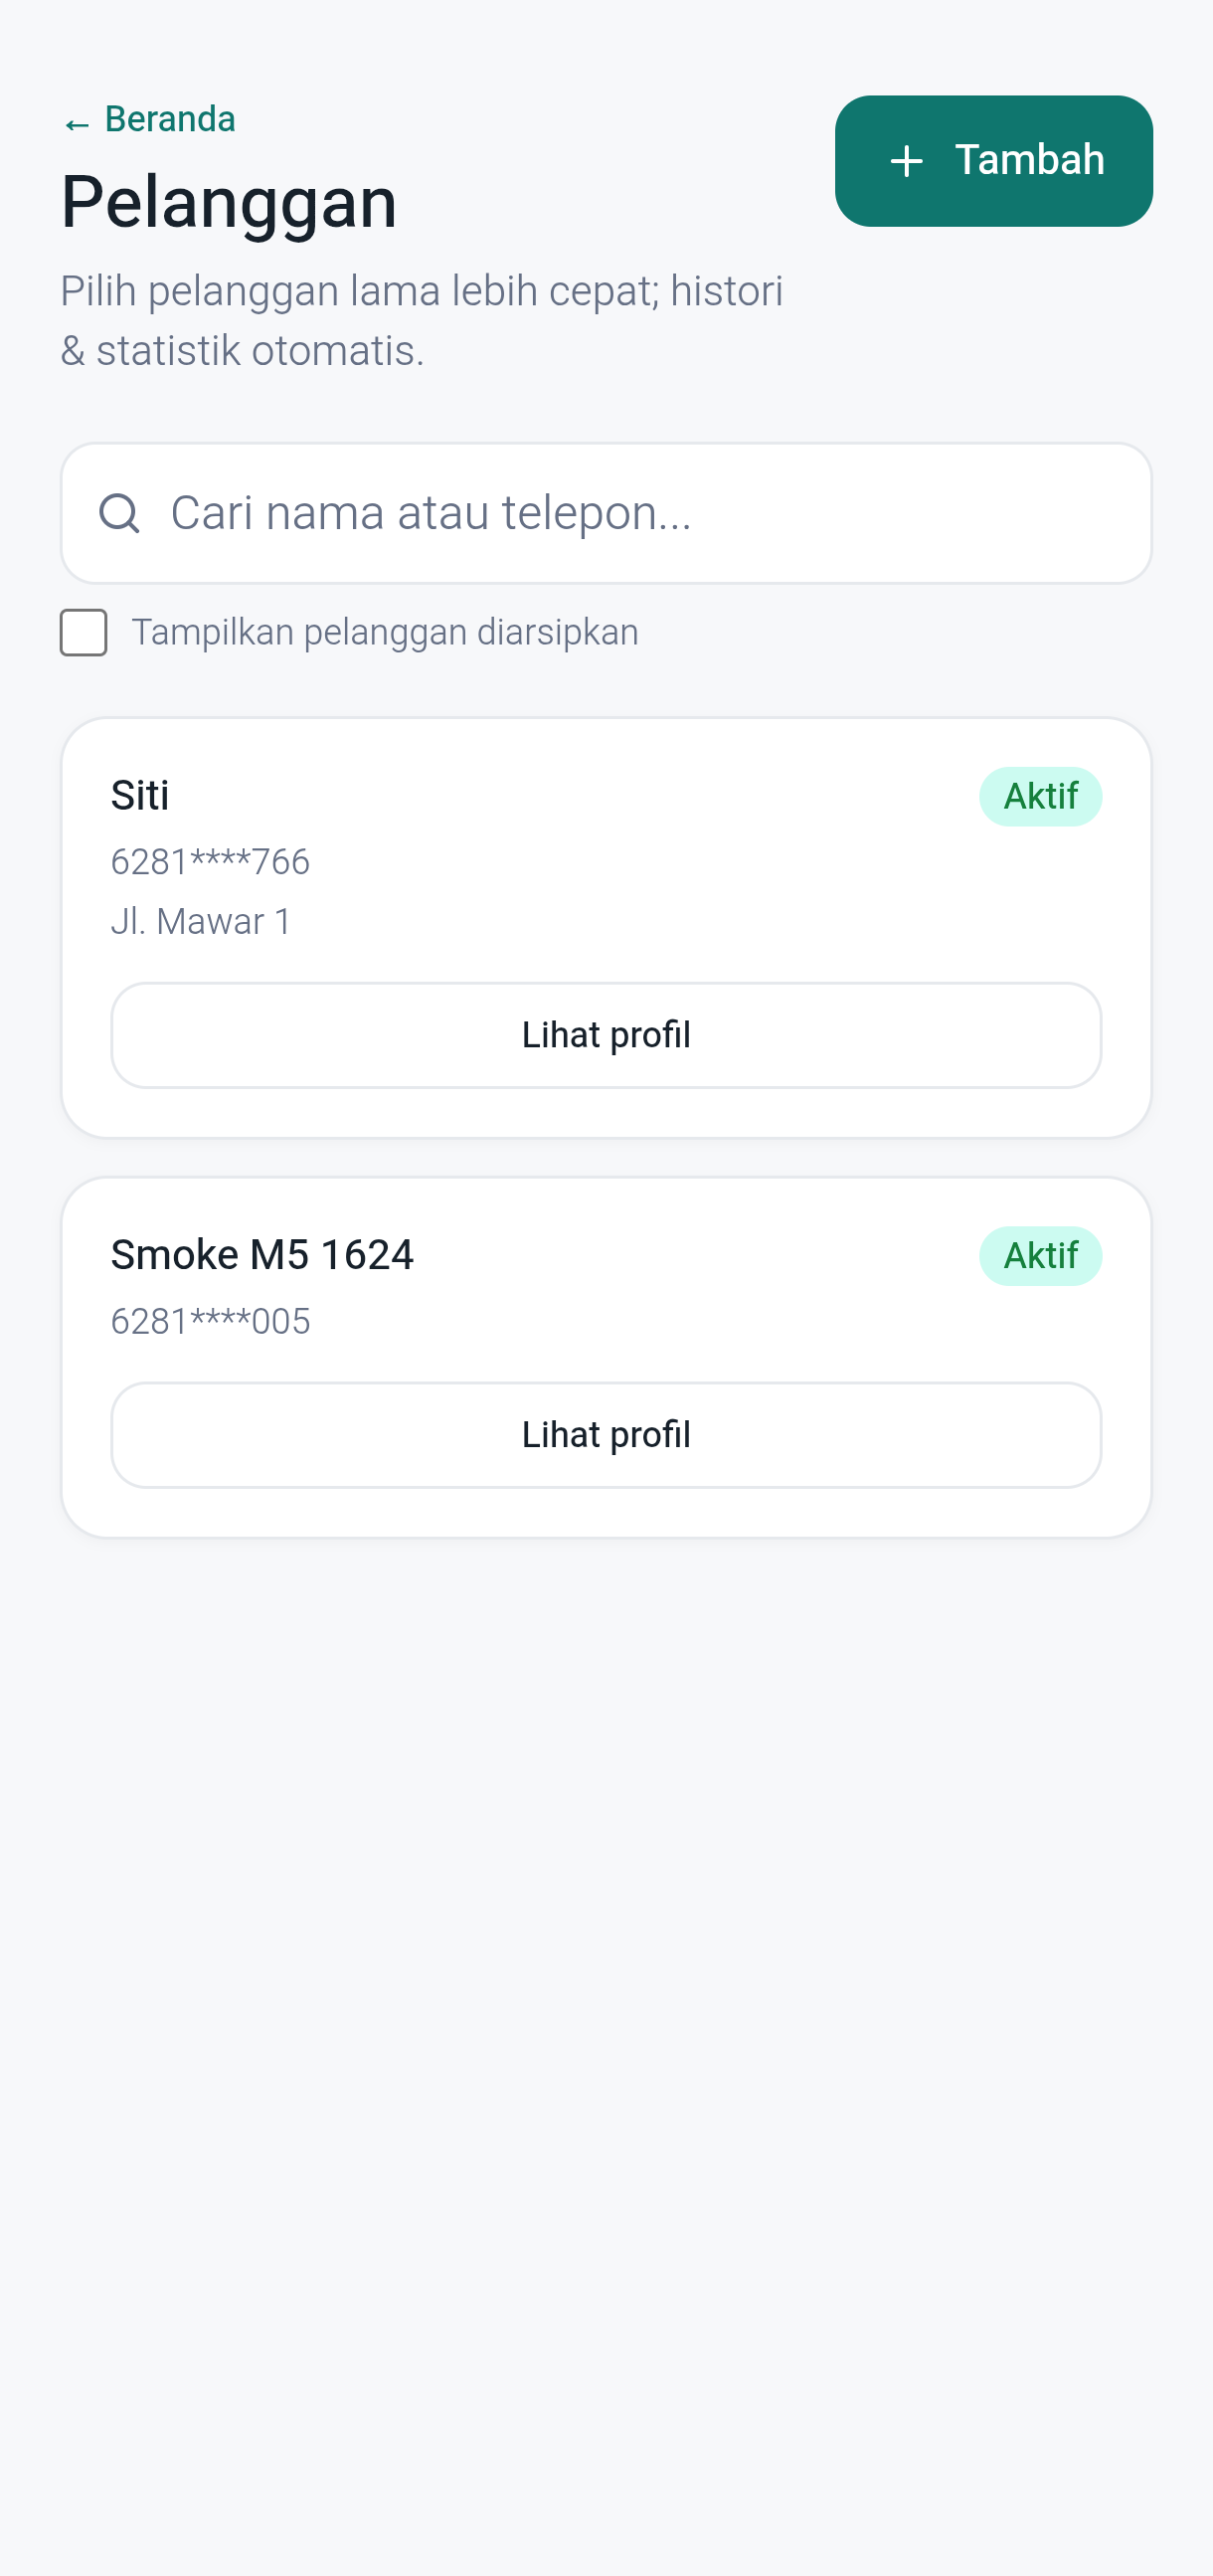 ← Beranda
Pelanggan
Pilih pelanggan lama lebih cepat; histori
& statistik otomatis.
+ Tambah
Cari nama atau telepon...
Tampilkan pelanggan diarsipkan
Siti
Aktif
6281****766
Jl. Mawar 1
Lihat profil
Smoke M5 1624
Aktif
6281****005
Lihat profil